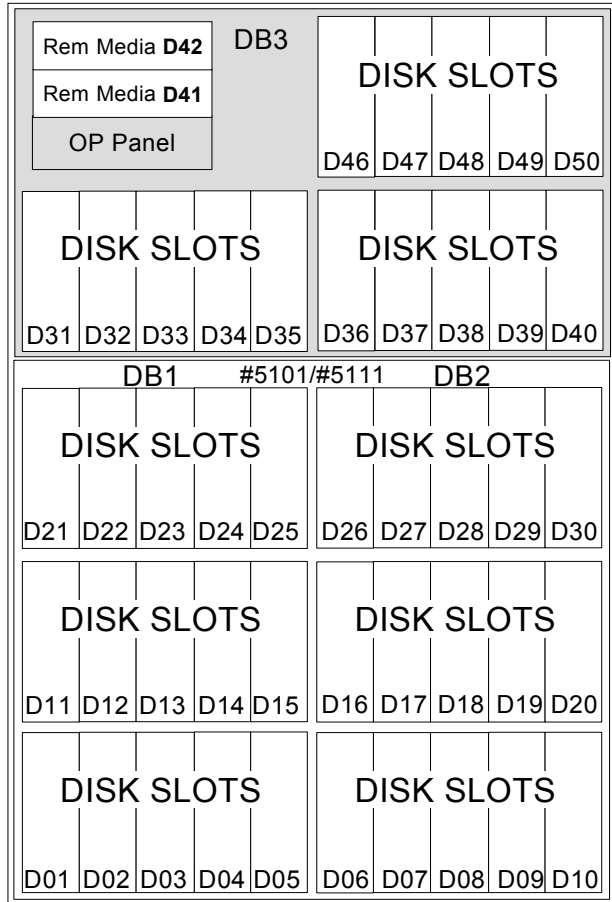 Rem Media D42
DB3
Rem Media D41
OP Panel
DISK SLOTS
D46 D47 D48 D49 D50
DISK SLOTS
D31 D32 D33 D34 D35
DISK SLOTS
D36 D37 D38 D39 D40
DB1 #5101/#5111 DB2
DISK SLOTS
D21 D22 D23 D24 D25
DISK SLOTS
D26 D27 D28 D29 D30
DISK SLOTS
D11 D12 D13 D14 D15
DISK SLOTS
D16 D17 D18 D19 D20
DISK SLOTS
D01 D02 D03 D04 D05
DISK SLOTS
D06 D07 D08 D09 D10